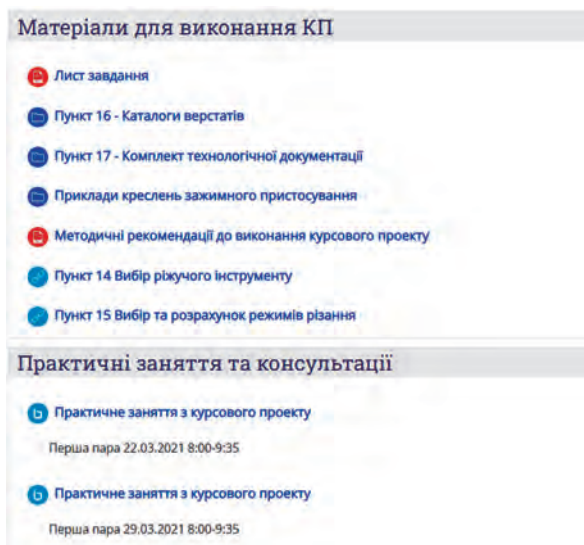 Матеріали для виконання КП
Лист завдання
Пункт 16 - Каталоги верстатів
Пункт 17 - Комплект технологічної документації
Приклади креслень зажимного пристосування
Методичні рекомендації до виконання курсового проекту
Пункт 14 Вибір ріжучого інструменту
Пункт 15 Вибір та розрахунок режимів різання
Практичні заняття та консультації
Практичне заняття з курсового проекту
Перша пара 22.03.2021 8:00-9:35
Практичне заняття з курсового проекту
Перша пара 29.03.2021 8:00-9:35